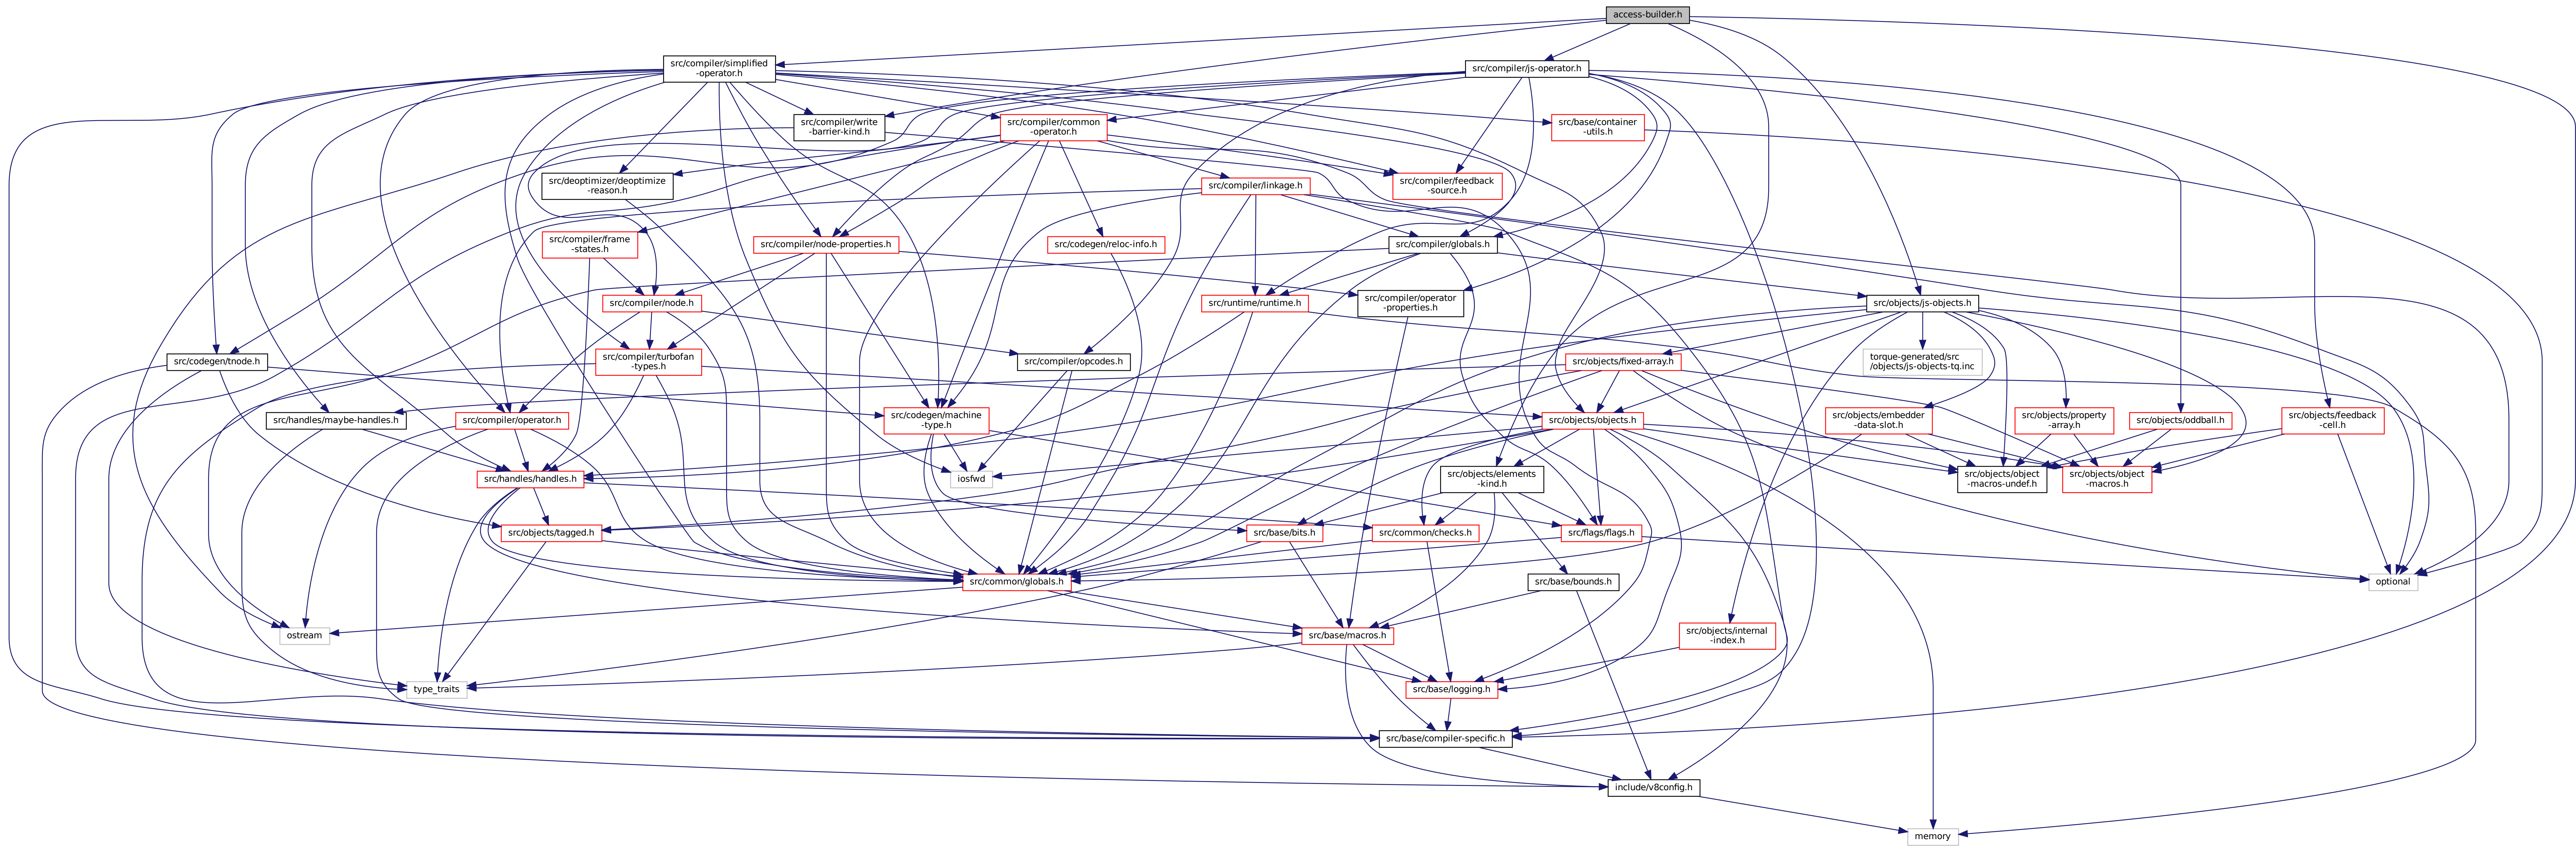 access-builder.h
src/compiler/simplified
-operator.h
src/compiler/js-operator.h
src/compiler/write
-barrier-kind.h
src/compiler/common
-operator.h
src/base/container
-utils.h
src/deoptimizer/deoptimize
-reason.h
src/compiler/linkage.h
src/compiler/feedback
-source.h
src/compiler/frame
-states.h
src/compiler/node-properties.h
src/codegen/reloc-info.h
src/compiler/globals.h
src/compiler/node.h
src/compiler/operator
-properties.h
src/runtime/runtime.h
src/objects/js-objects.h
src/codegen/tnode.h
src/compiler/turbofan
-types.h
src/compiler/opcodes.h
src/objects/fixed-array.h
torque-generated/src
/objects/js-objects-tq.inc
src/handles/maybe-handles.h
src/compiler/operator.h
src/codegen/machine
-type.h
src/objects/objects.h
src/objects/embedder
-data-slot.h
src/objects/property
-array.h
src/objects/oddball.h
src/objects/feedback
-cell.h
src/handles/handles.h
iosfwd
src/objects/elements
-kind.h
src/objects/object
-macros-undef.h
src/objects/object
-macros.h
src/objects/tagged.h
src/base/bits.h
src/common/checks.h
src/flags/flags.h
src/common/globals.h
src/base/bounds.h
optional
ostream
src/base/macros.h
src/objects/internal
-index.h
type_traits
src/base/logging.h
src/base/compiler-specific.h
include/v8config.h
memory